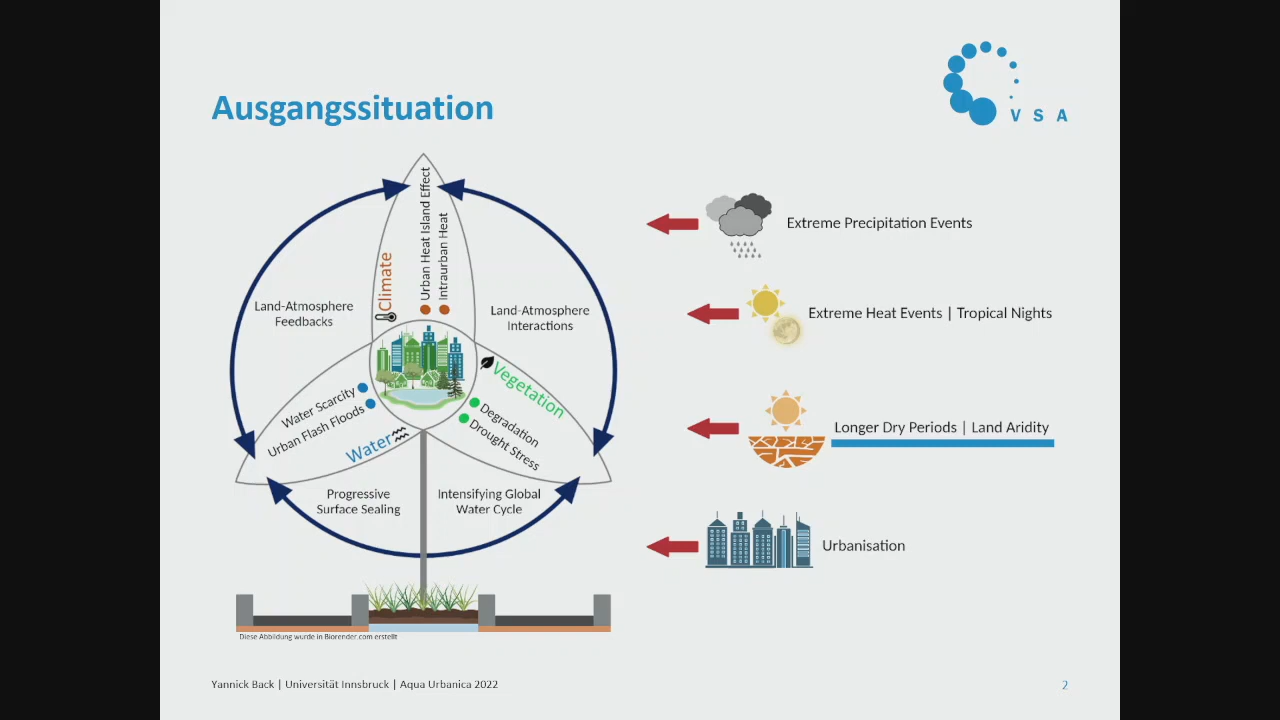 VSA
Ausgangssituation
Climate
Urban Heat Island Effect
Intraurban Heat
Land-Atmosphere
Feedbacks
Land-Atmosphere
Interactions
Vegetation
Degradation
Drought Stress
Water Scarcity
Urban Flash Floods
Water
Progressive
Surface Sealing
Intensifying Global
Water Cycle
Diese Abbildung wurde in Biorender.com erstellt
Extreme Precipitation Events
Extreme Heat Events | Tropical Nights
Longer Dry Periods | Land Aridity
Urbanisation
Yannick Back | Universität Innsbruck | Aqua Urbanica 2022
2